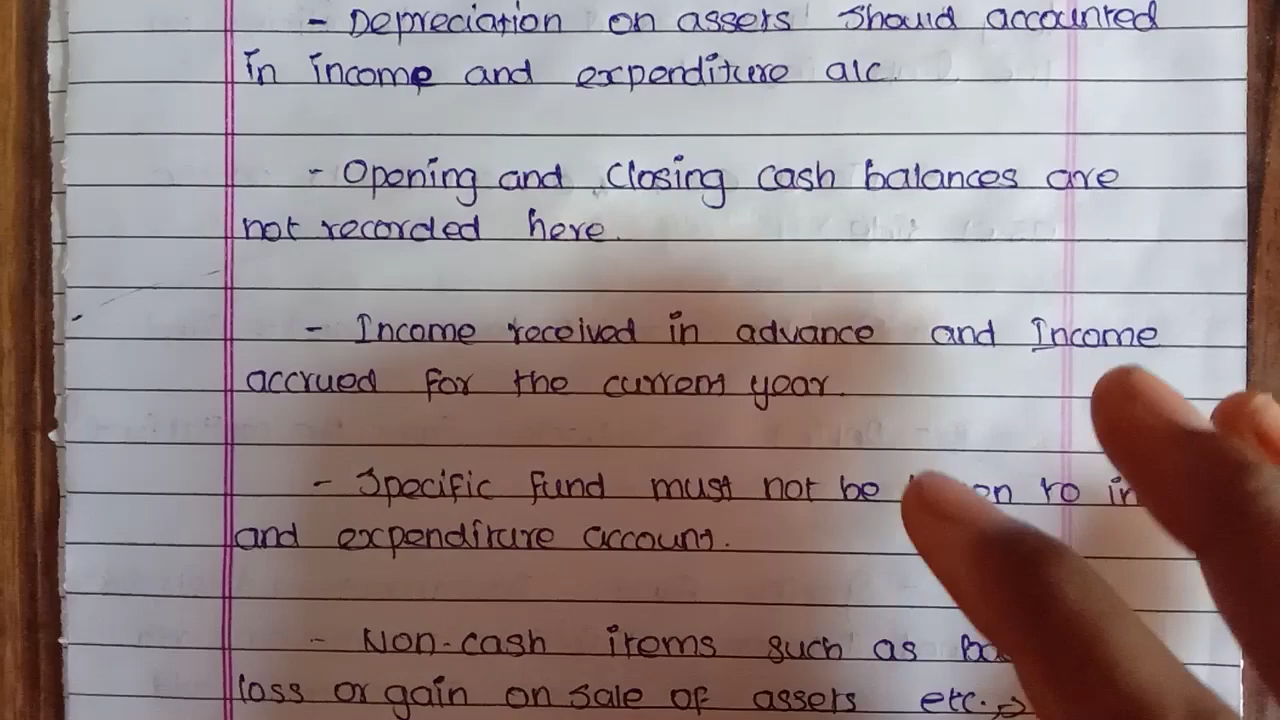 - Depreciation on assets should accounted
in income and expenditure a/c.
- Opening and closing cash balances are
not recorded here.
- Income received in advance and Income
accrued for the current year.
- Specific fund must not be to
and expenditure account.
- Non-cash items such as
loss or gain on sale of assets etc.,